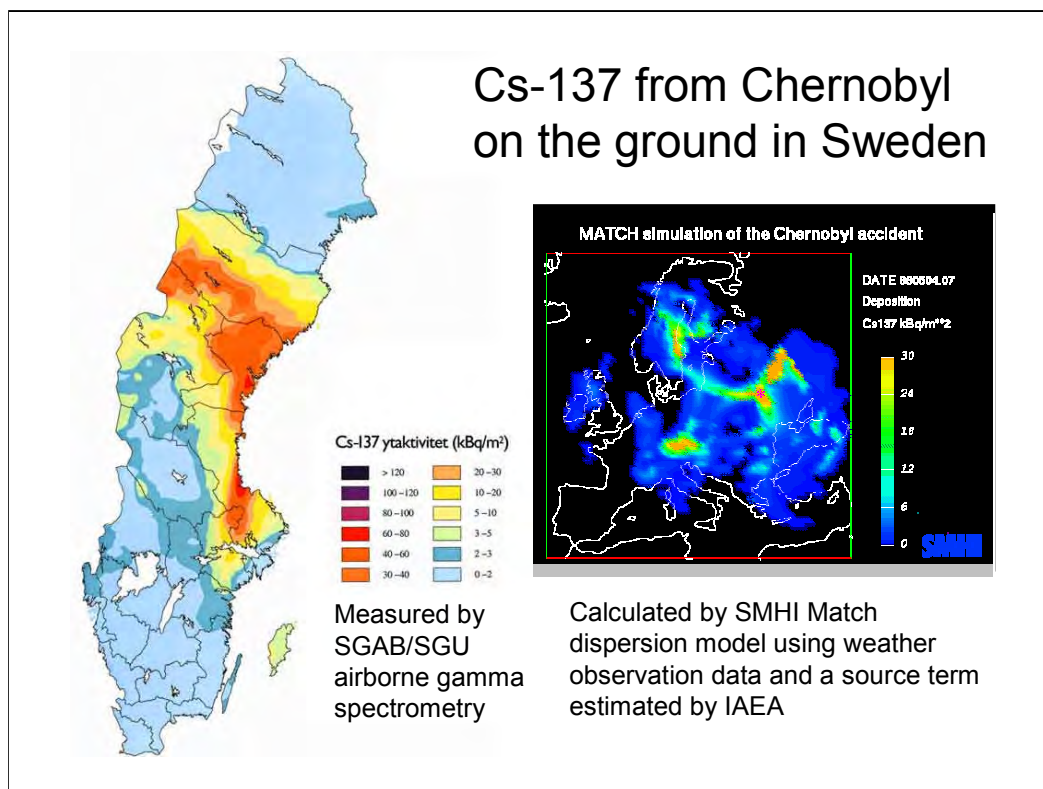 Cs-137 from Chernobyl
on the ground in Sweden
MATCH simulation of the Chernobyl accident
DATE 860504.07
Deposition
Cs137 kBq/m**2
30
24
18
12
6
0
SMHI
Cs-137 ytaktivitet (kBq/m²)
> 120
100-120
80-100
60-80
40-60
30-40
20-30
10-20
5-10
3-5
2-3
0-2
Measured by
SGAB/SGU
airborne gamma
spectrometry
Calculated by SMHI Match
dispersion model using weather
observation data and a source term
estimated by IAEA